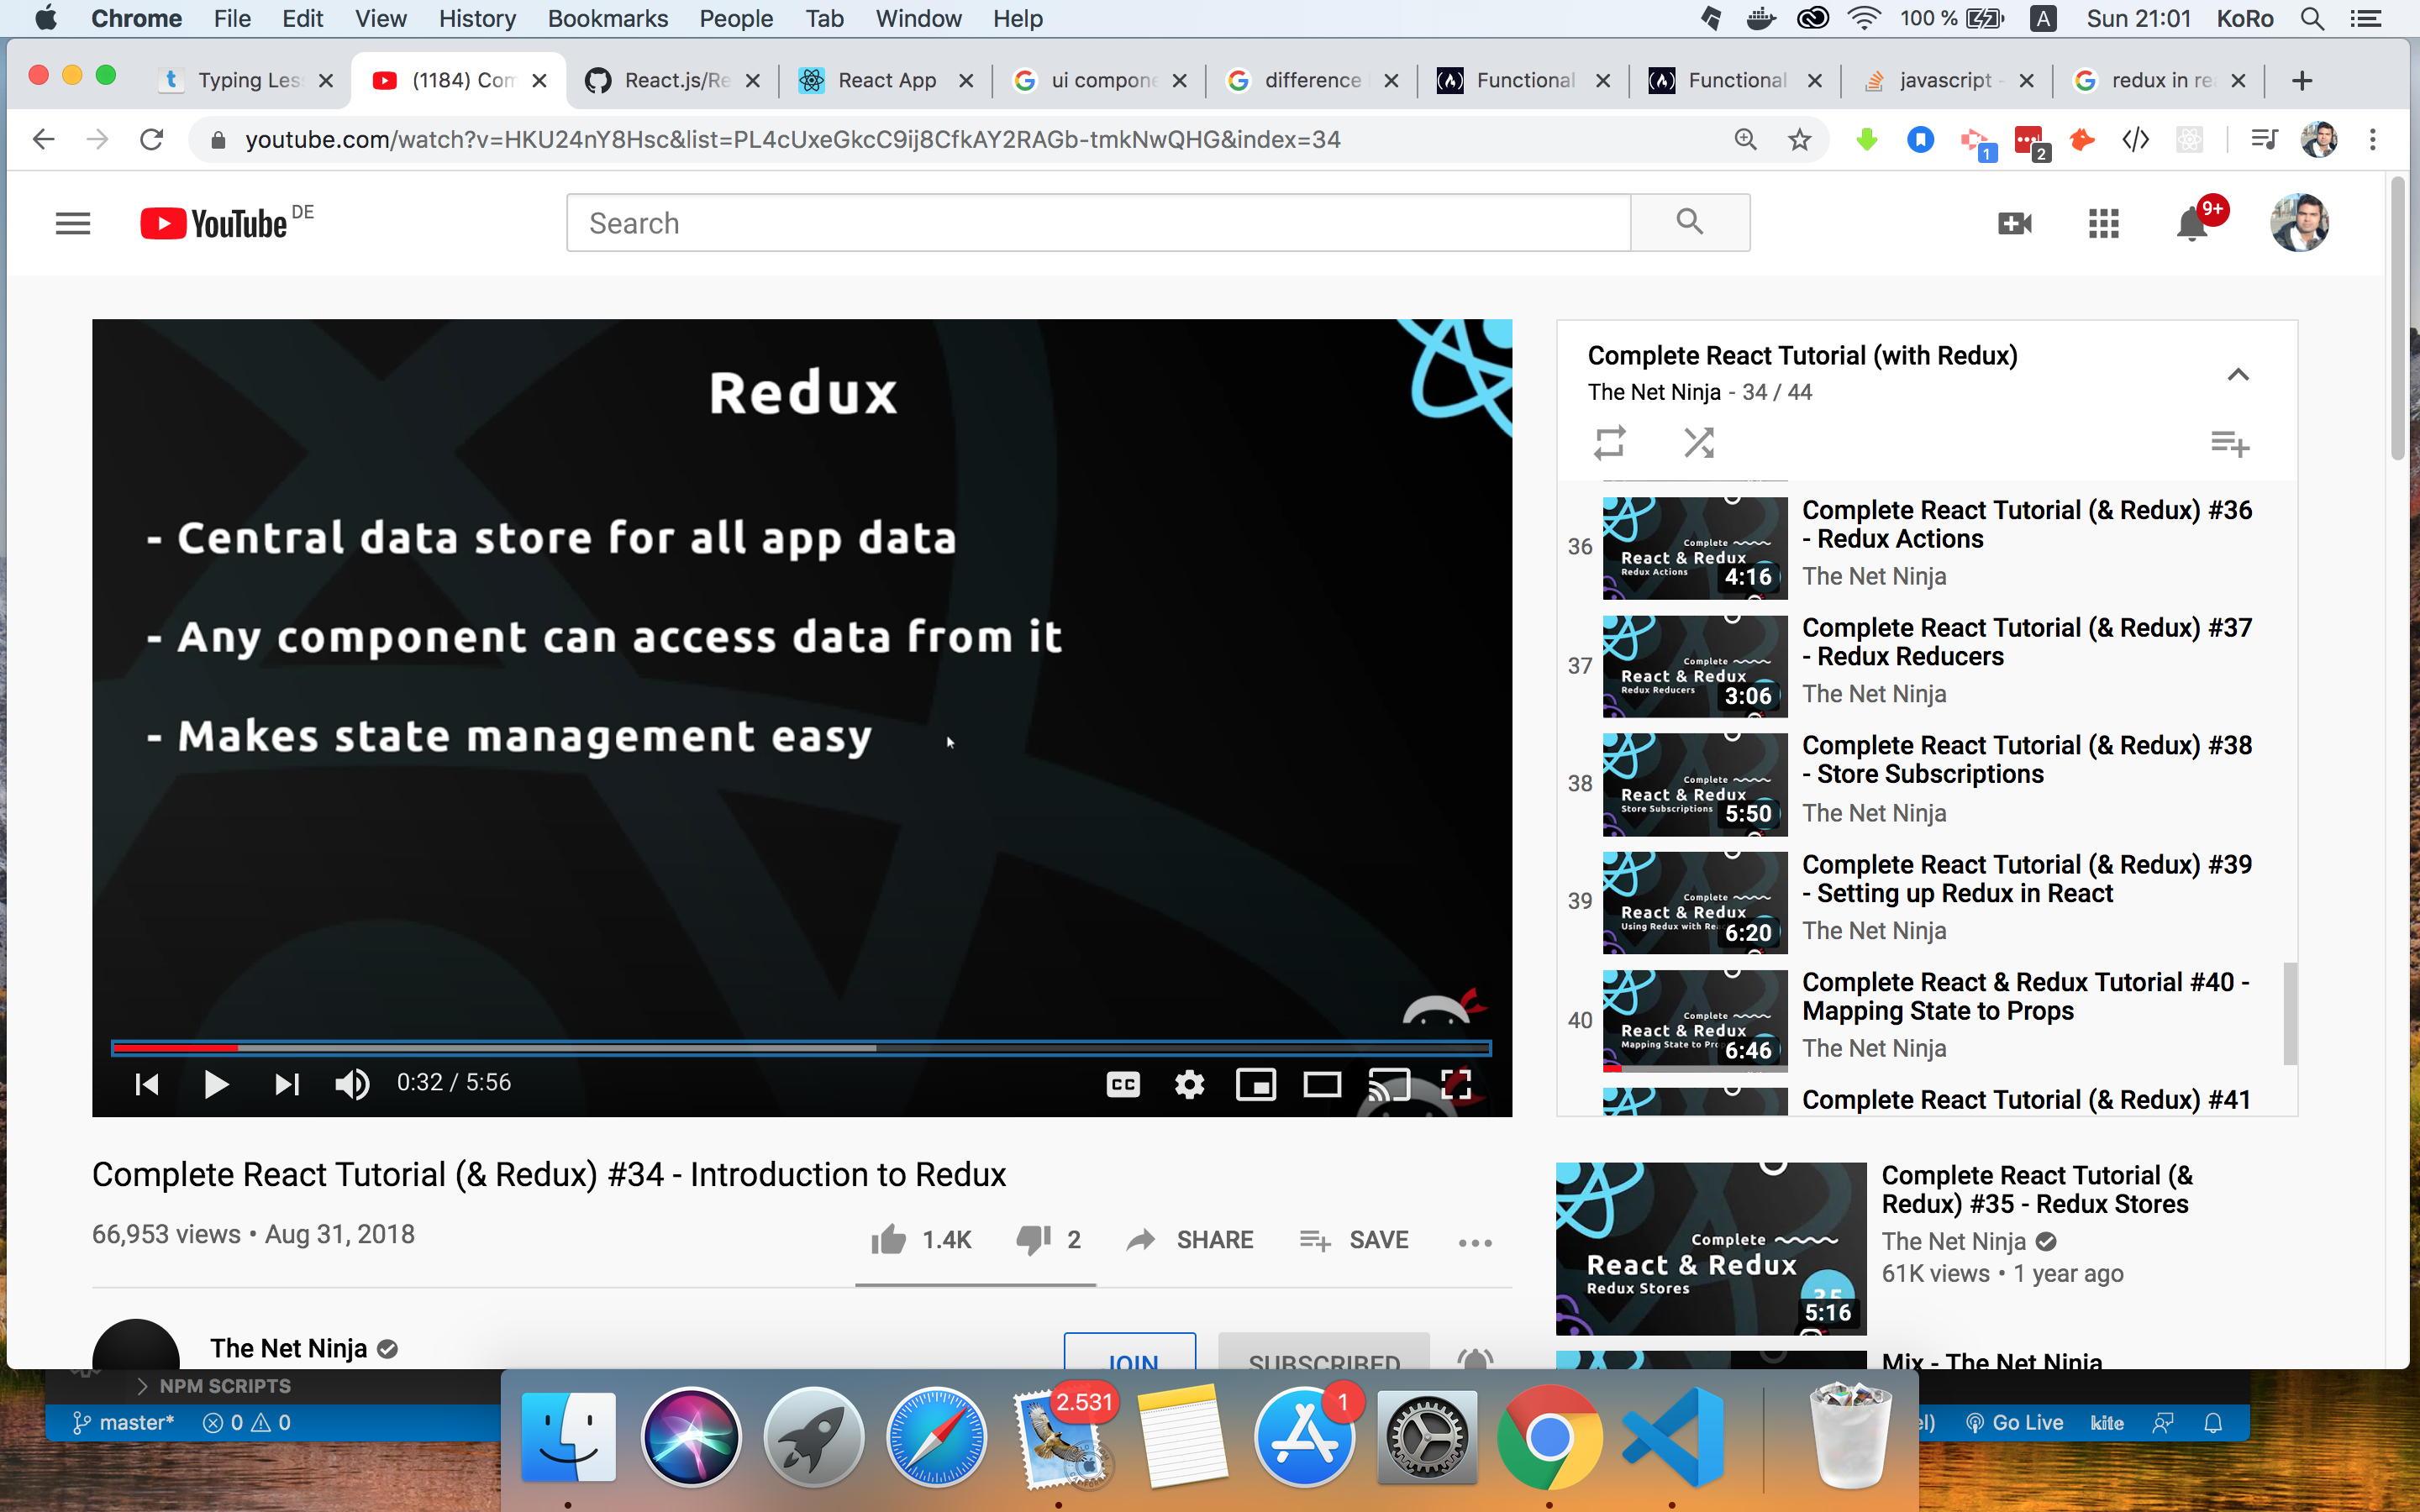 Chrome File Edit View History Bookmarks People Tab Window Help 100 % A Sun 21:01 KoRo
Typing Les (1184) Com React.js/Re React App ui compone difference Functional Functional javascript - redux in rea
youtube.com/watch?v=HKU24nY8Hsc&list=PL4cUxeGkcC9ij8CfkAY2RAGb-tmkNwQHG&index=34 1 2
YouTube DE Search 9+
Redux
- Central data store for all app data
- Any component can access data from it
- Makes state management easy
0:32 / 5:56 CC
Complete React Tutorial (& Redux) #34 - Introduction to Redux
66,953 views • Aug 31, 2018 1.4K 2 SHARE SAVE
The Net Ninja
JOIN SUBSCRIBED
Complete React Tutorial (with Redux)
The Net Ninja - 34 / 44
36
Complete
React & Redux
Redux Actions
4:16
Complete React Tutorial (& Redux) #36
- Redux Actions
The Net Ninja
37
Complete
React & Redux
Redux Reducers
3:06
Complete React Tutorial (& Redux) #37
- Redux Reducers
The Net Ninja
38
Complete
React & Redux
Store Subscriptions
5:50
Complete React Tutorial (& Redux) #38
- Store Subscriptions
The Net Ninja
39
Complete
React & Redux
Using Redux with Rea
6:20
Complete React Tutorial (& Redux) #39
- Setting up Redux in React
The Net Ninja
40
Complete
React & Redux
Mapping State to Pro
6:46
Complete React & Redux Tutorial #40 -
Mapping State to Props
The Net Ninja
Complete React Tutorial (& Redux) #41
Complete
React & Redux
Redux Stores
35
5:16
Complete React Tutorial (&
Redux) #35 - Redux Stores
The Net Ninja
61K views • 1 year ago
Mix - The Net Ninja
NPM SCRIPTS
master* 0 0
2.531 1
Go Live kite